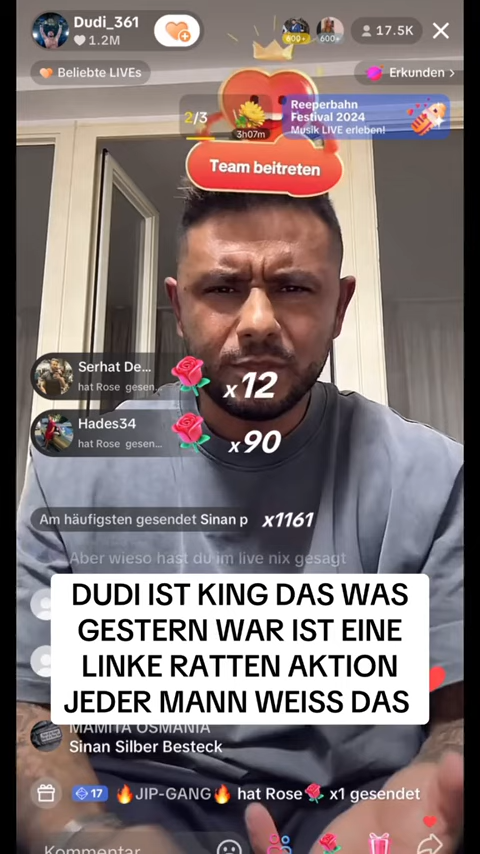 Dudi_361
1.2M
600+
600+
17.5K
Beliebte LIVEs
Erkunden
2/3
3h07m
Reeperbahn
Festival 2024
Musik LIVE erleben!
Team beitreten
Serhat De...
hat Rose gesen...
x12
Hades34
hat Rose gesen...
x90
Am häufigsten gesendet Sinan p x1161
Aber wieso hast du im live nix gesagt
DUDI IST KING DAS WAS
GESTERN WAR IST EINE
LINKE RATTEN AKTION
JEDER MANN WEISS DAS
MAMITA OSMANIA
Sinan Silber Besteck
17 🔥JIP-GANG🔥 hat Rose🌹 x1 gesendet
Kommentar